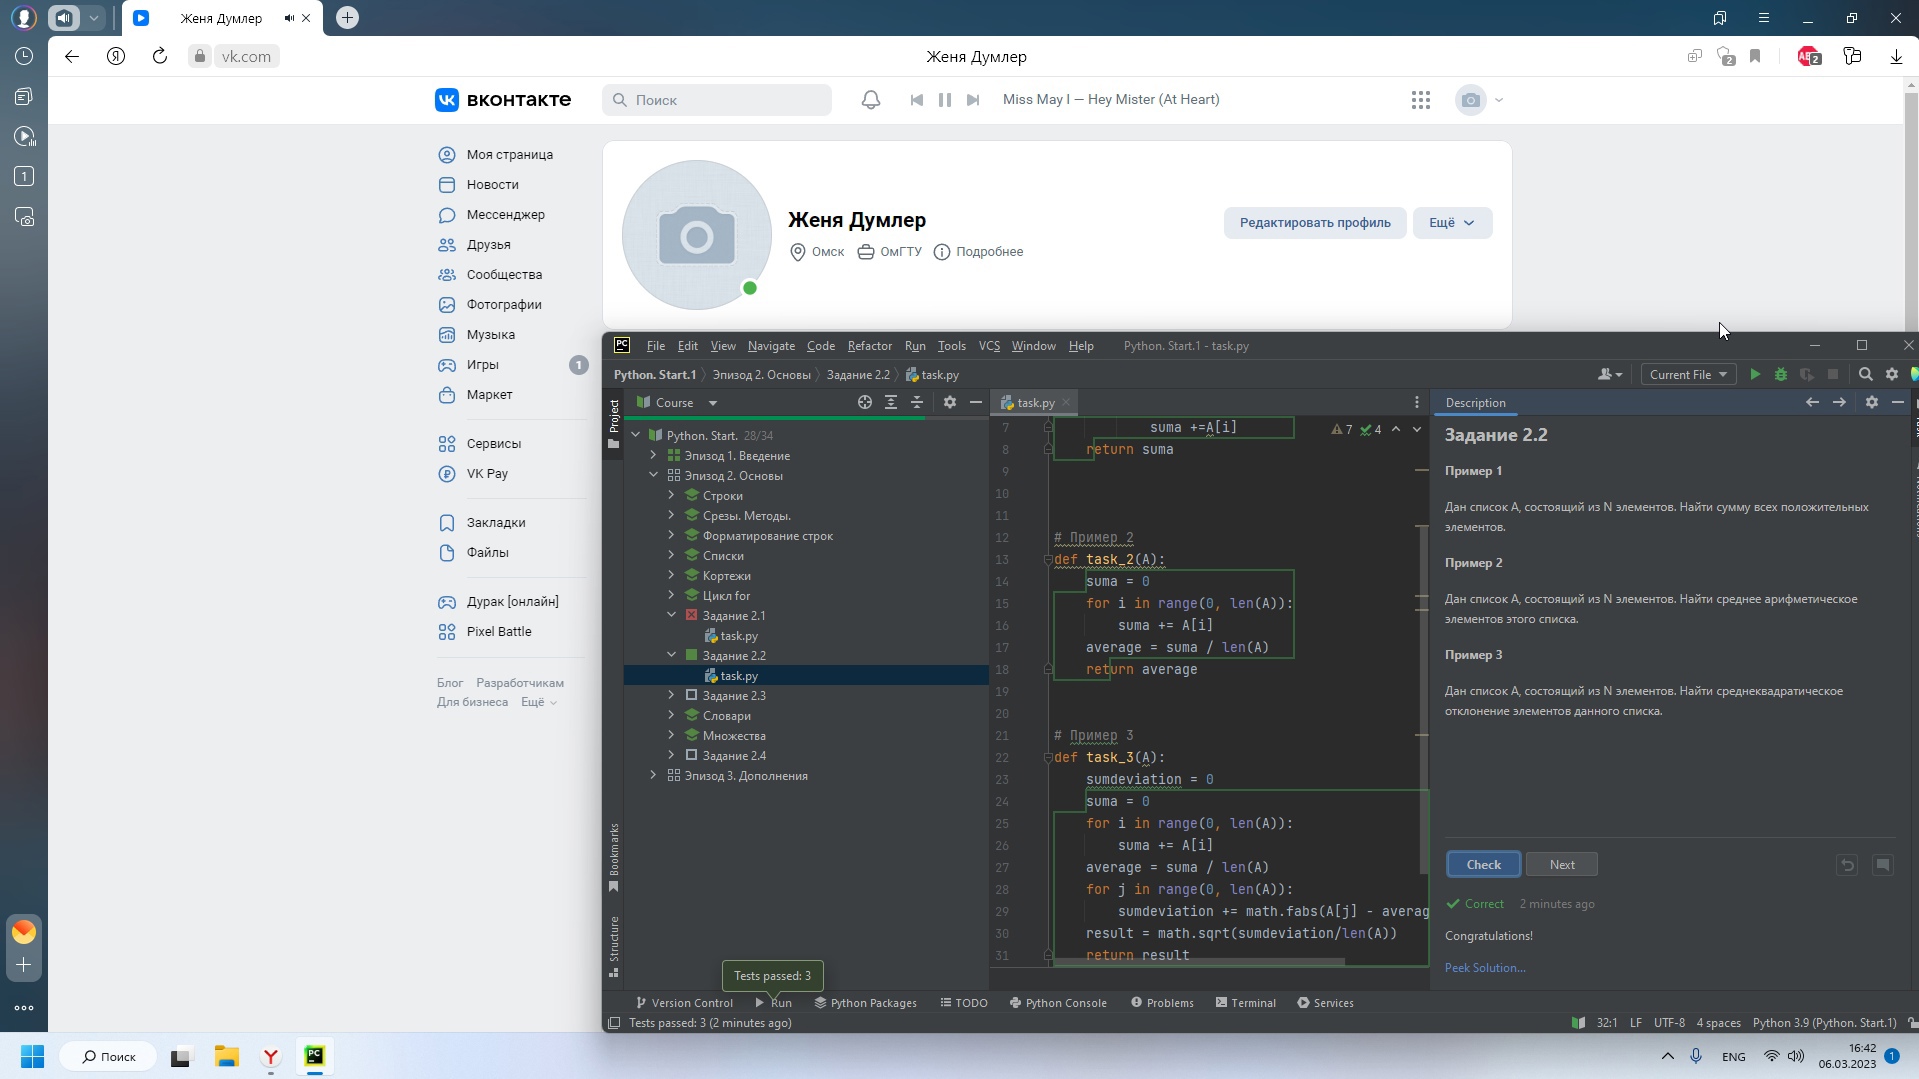 Женя Думлер
vk.com
Женя Думлер
2
2
вконтакте
Поиск
Miss May I — Hey Mister (At Heart)
1
Моя страница
Новости
Мессенджер
Друзья
Сообщества
Фотографии
Музыка
Игры
1
Маркет
Сервисы
VK Pay
Закладки
Файлы
Дурак [онлайн]
Pixel Battle
Блог Разработчикам
Для бизнеса Ещё
Женя Думлер
Омск ОмГТУ Подробнее
Редактировать профиль
Ещё
PC File Edit View Navigate Code Refactor Run Tools VCS Window Help Python. Start.1 - task.py
Python. Start.1 Эпизод 2. Основы Задание 2.2 task.py
Current File
Project
Bookmarks
Structure
Course
Python. Start. 28/34
Эпизод 1. Введение
Эпизод 2. Основы
Строки
Срезы. Методы.
Форматирование строк
Списки
Кортежи
Цикл for
Задание 2.1
task.py
Задание 2.2
task.py
Задание 2.3
Словари
Множества
Задание 2.4
Эпизод 3. Дополнения
task.py
7 4
7 suma +=A[i]
8 return suma
9
10
11
12 # Пример 2
13 def task_2(A):
14 suma = 0
15 for i in range(0, len(A)):
16 suma += A[i]
17 average = suma / len(A)
18 return average
19
20
21 # Пример 3
22 def task_3(A):
23 sumdeviation = 0
24 suma = 0
25 for i in range(0, len(A)):
26 suma += A[i]
27 average = suma / len(A)
28 for j in range(0, len(A)):
29 sumdeviation += math.fabs(A[j] - averag
30 result = math.sqrt(sumdeviation/len(A))
31 return result
Description
Задание 2.2
Пример 1
Дан список A, состоящий из N элементов. Найти сумму всех положительных
элементов.
Пример 2
Дан список A, состоящий из N элементов. Найти среднее арифметическое
элементов этого списка.
Пример 3
Дан список A, состоящий из N элементов. Найти среднеквадратическое
отклонение элементов данного списка.
Check
Next
Correct 2 minutes ago
Congratulations!
Peek Solution...
Tests passed: 3
Version Control Run Python Packages TODO Python Console Problems Terminal Services
Tests passed: 3 (2 minutes ago)
32:1 LF UTF-8 4 spaces Python 3.9 (Python. Start.1)
Поиск
PC
ENG
16:42
06.03.2023
1